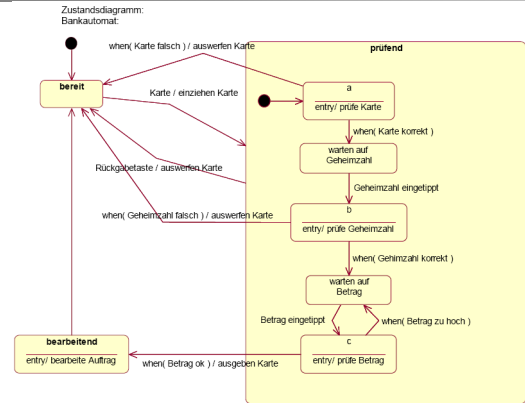 Zustandsdiagramm:
Bankautomat:
when( Karte falsch ) / auswerfen Karte
prüfend
bereit
a
entry/ prüfe Karte
Karte / einziehen Karte
when( Karte korrekt )
warten auf
Geheimzahl
Rückgabetaste / auswerfen Karte
Geheimzahl eingetippt
b
entry/ prüfe Geheimzahl
when( Geheimzahl falsch ) / auswerfen Karte
when( Gehimzahl korrekt )
warten auf
Betrag
Betrag eingetippt
when( Betrag zu hoch )
bearbeitend
entry/ bearbeite Auftrag
c
entry/ prüfe Betrag
when( Betrag ok ) / ausgeben Karte